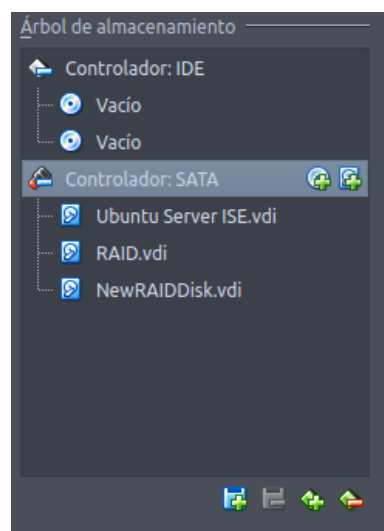 Árbol de almacenamiento
Controlador: IDE
Vacío
Vacío
Controlador: SATA
Ubuntu Server ISE.vdi
RAID.vdi
NewRAIDDisk.vdi